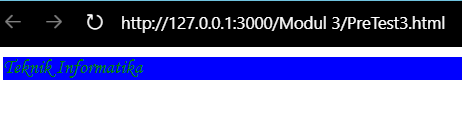 http://127.0.0.1:3000/Modul 3/PreTest3.html
Teknik Informatika